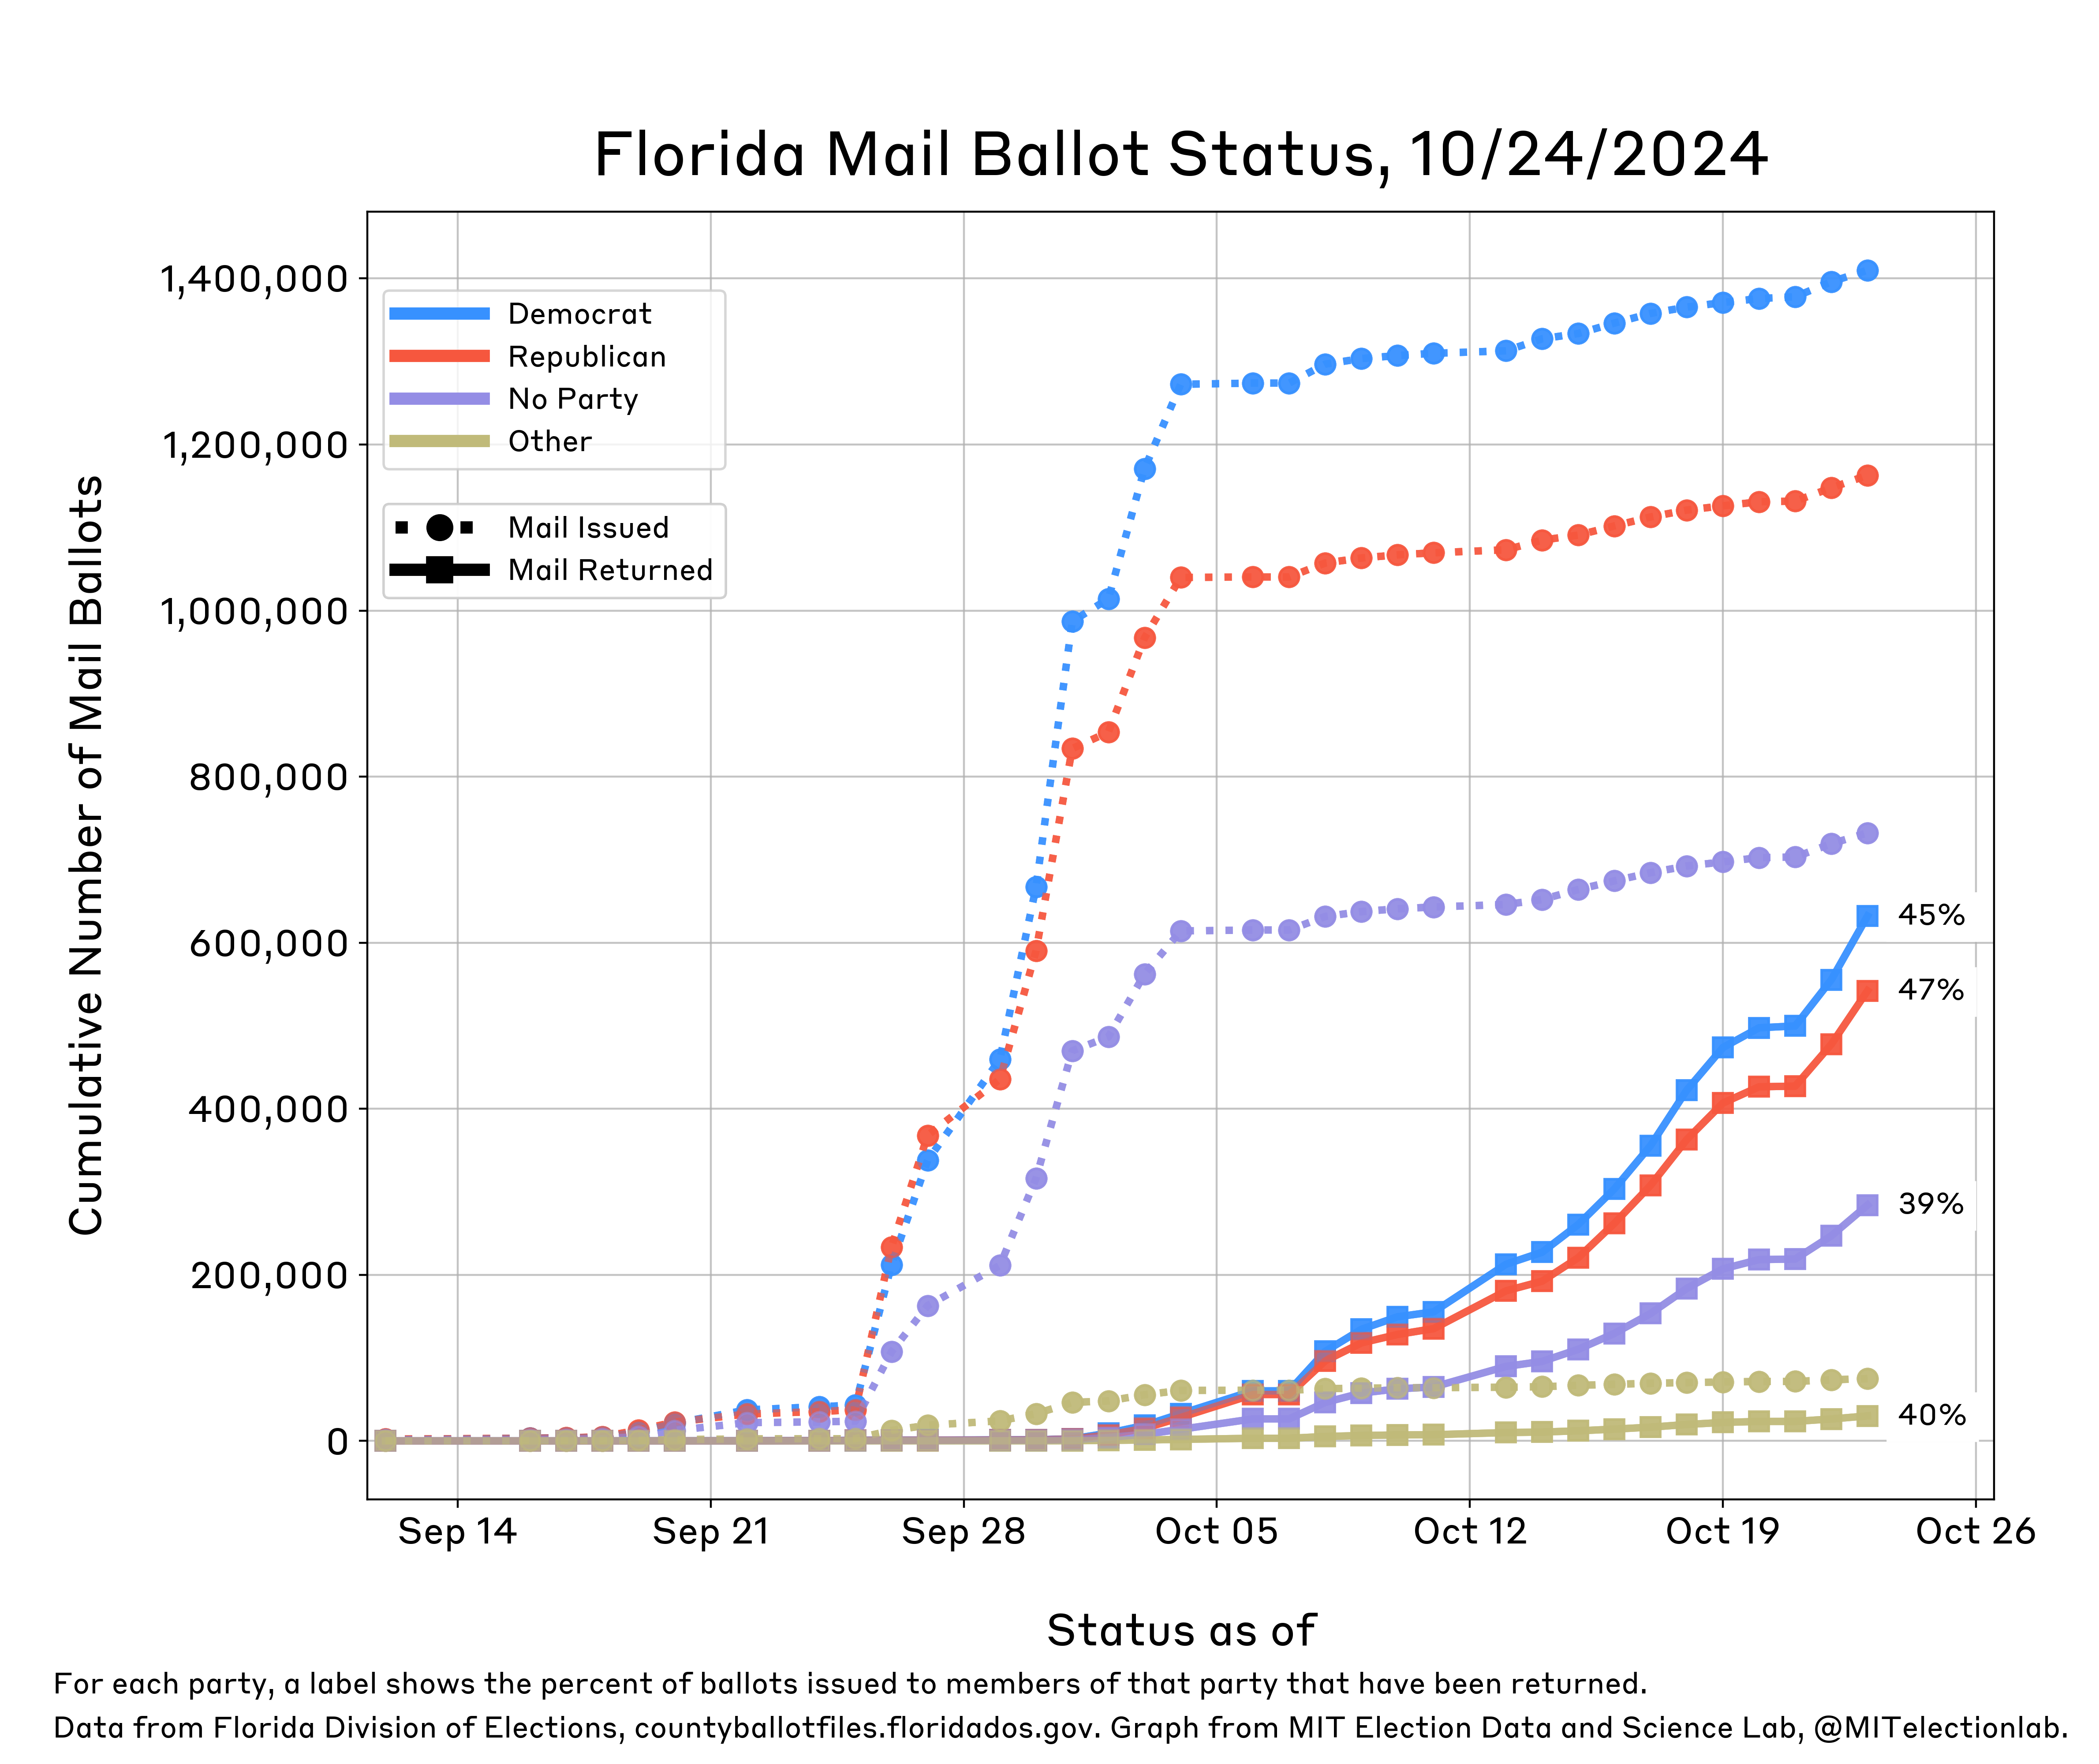 Florida Mail Ballot Status, 10/24/2024
Cumulative Number of Mail Ballots
1,400,000
1,200,000
1,000,000
800,000
600,000
400,000
200,000
0
Democrat
Republican
No Party
Other
Mail Issued
Mail Returned
45%
47%
39%
40%
Sep 14
Sep 21
Sep 28
Oct 05
Oct 12
Oct 19
Oct 26
Status as of
For each party, a label shows the percent of ballots issued to members of that party that have been returned.
Data from Florida Division of Elections, countyballotfiles.floridados.gov. Graph from MIT Election Data and Science Lab, @MITelectionlab.